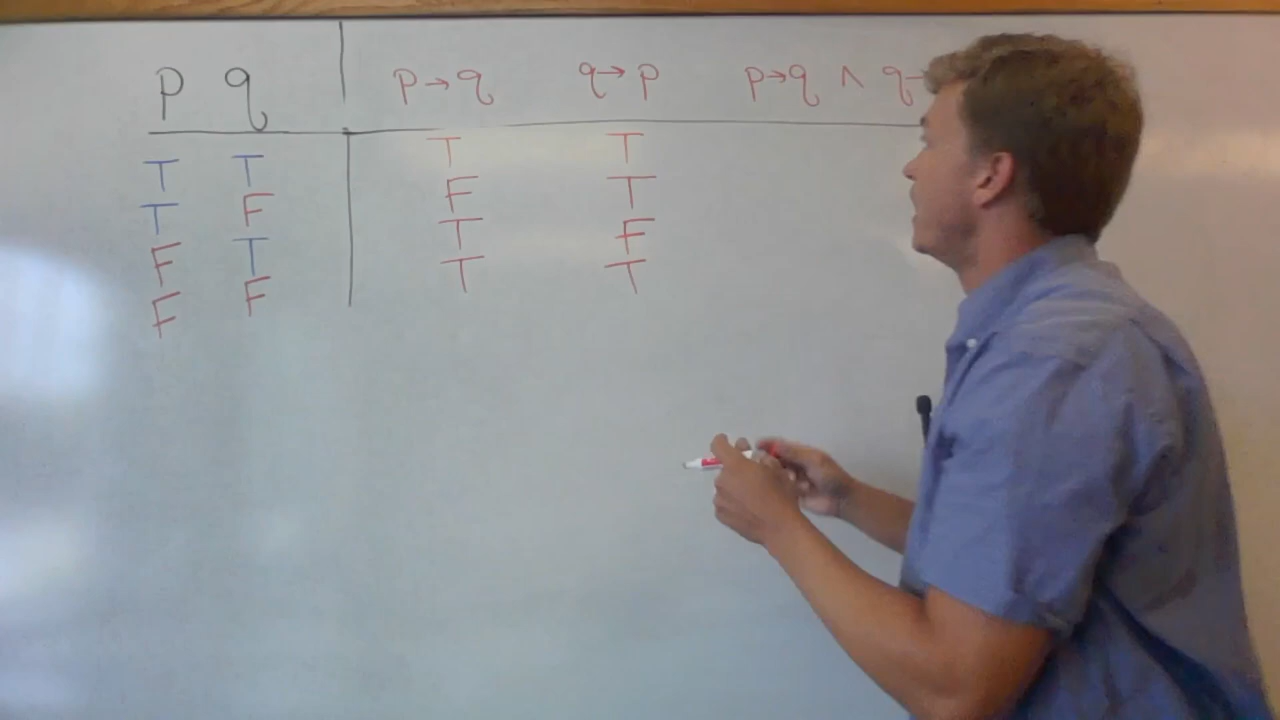 p q p→q q→p p→q ∧ q→
T T T T
T F F T
F T T F
F F T T